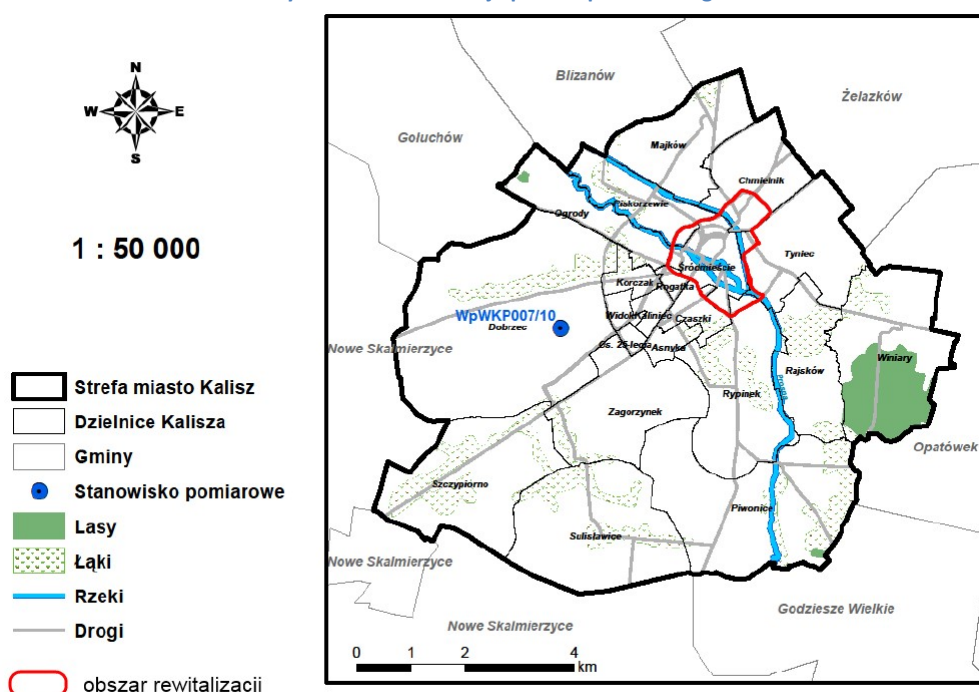 N
W E
S
1 : 50 000
Strefa miasto Kalisz
Dzielnice Kalisza
Gminy
Stanowisko pomiarowe
Lasy
Łąki
Rzeki
Drogi
obszar rewitalizacji
Blizanów
Żelazków
Gołuchów
Majków
Chmielnik
Piskorzewie
Ogrody
Tyniec
Śródmieście
Korczak
Rogatka
WpWKP007/10
Dobrzec
Widok
Kaliniec
Czaszki
Nowe Skalmierzyce
Os. 25-lecia
Asnyka
Winiary
Rajsków
Rypinek
Prosna
Zagorzynek
Opatówek
Szczypiorno
Piwonice
Sulisławice
Nowe Skalmierzyce
Godziesze Wielkie
Nowe Skalmierzyce
0 1 2 4
km